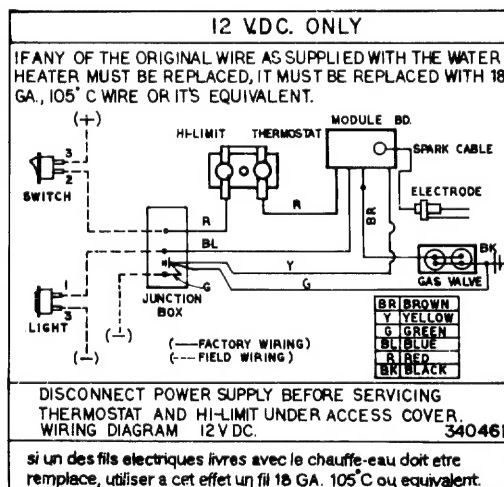 12 V.DC. ONLY
IF ANY OF THE ORIGINAL WIRE AS SUPPLIED WITH THE WATER
HEATER MUST BE REPLACED, IT MUST BE REPLACED WITH 18
GA., 105° C WIRE OR IT'S EQUIVALENT.
(+)
MODULE BD.
HI-LIMIT THERMOSTAT
3
2
SWITCH
SPARK CABLE
ELECTRODE
R
BR
R
BL
BK
Y
G
GAS VALVE
1
3
LIGHT
G
JUNCTION
BOX
(-)
(-)
(—FACTORY WIRING)
(---FIELD WIRING)
BR BROWN
Y YELLOW
G GREEN
BL BLUE
R RED
BK BLACK
DISCONNECT POWER SUPPLY BEFORE SERVICING
THERMOSTAT AND HI-LIMIT UNDER ACCESS COVER.
WIRING DIAGRAM 12 V DC. 340461
si un des fils electriques livres avec le chauffe-eau doit etre
remplace, utiliser a cet effet un fil 18 GA. 105°C ou equivalent.